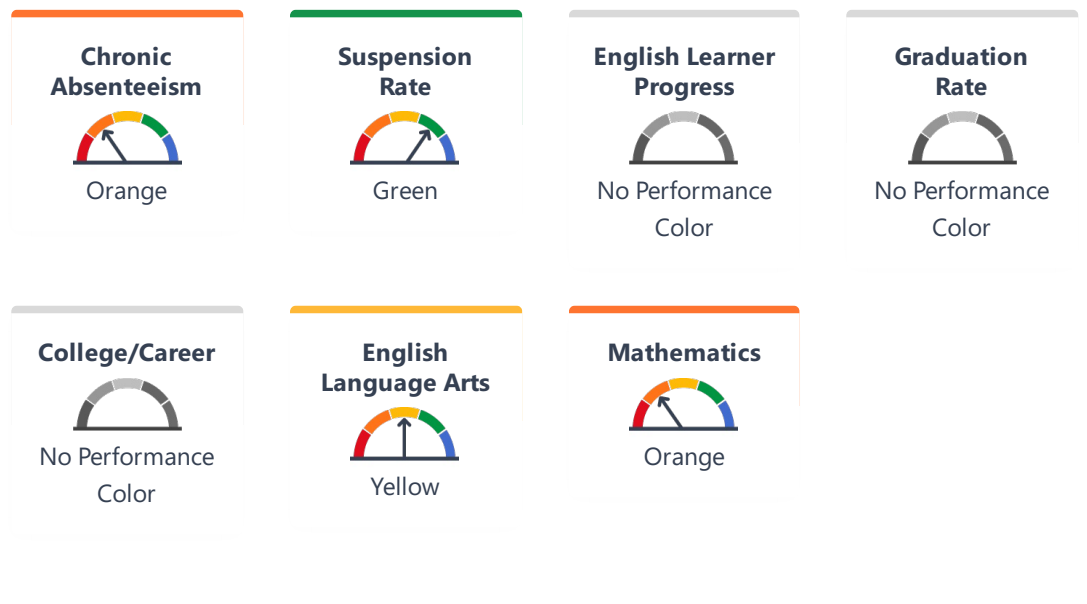 Chronic
Absenteeism
Orange
Suspension
Rate
Green
English Learner
Progress
No Performance
Color
Graduation
Rate
No Performance
Color
College/Career
No Performance
Color
English
Language Arts
Yellow
Mathematics
Orange